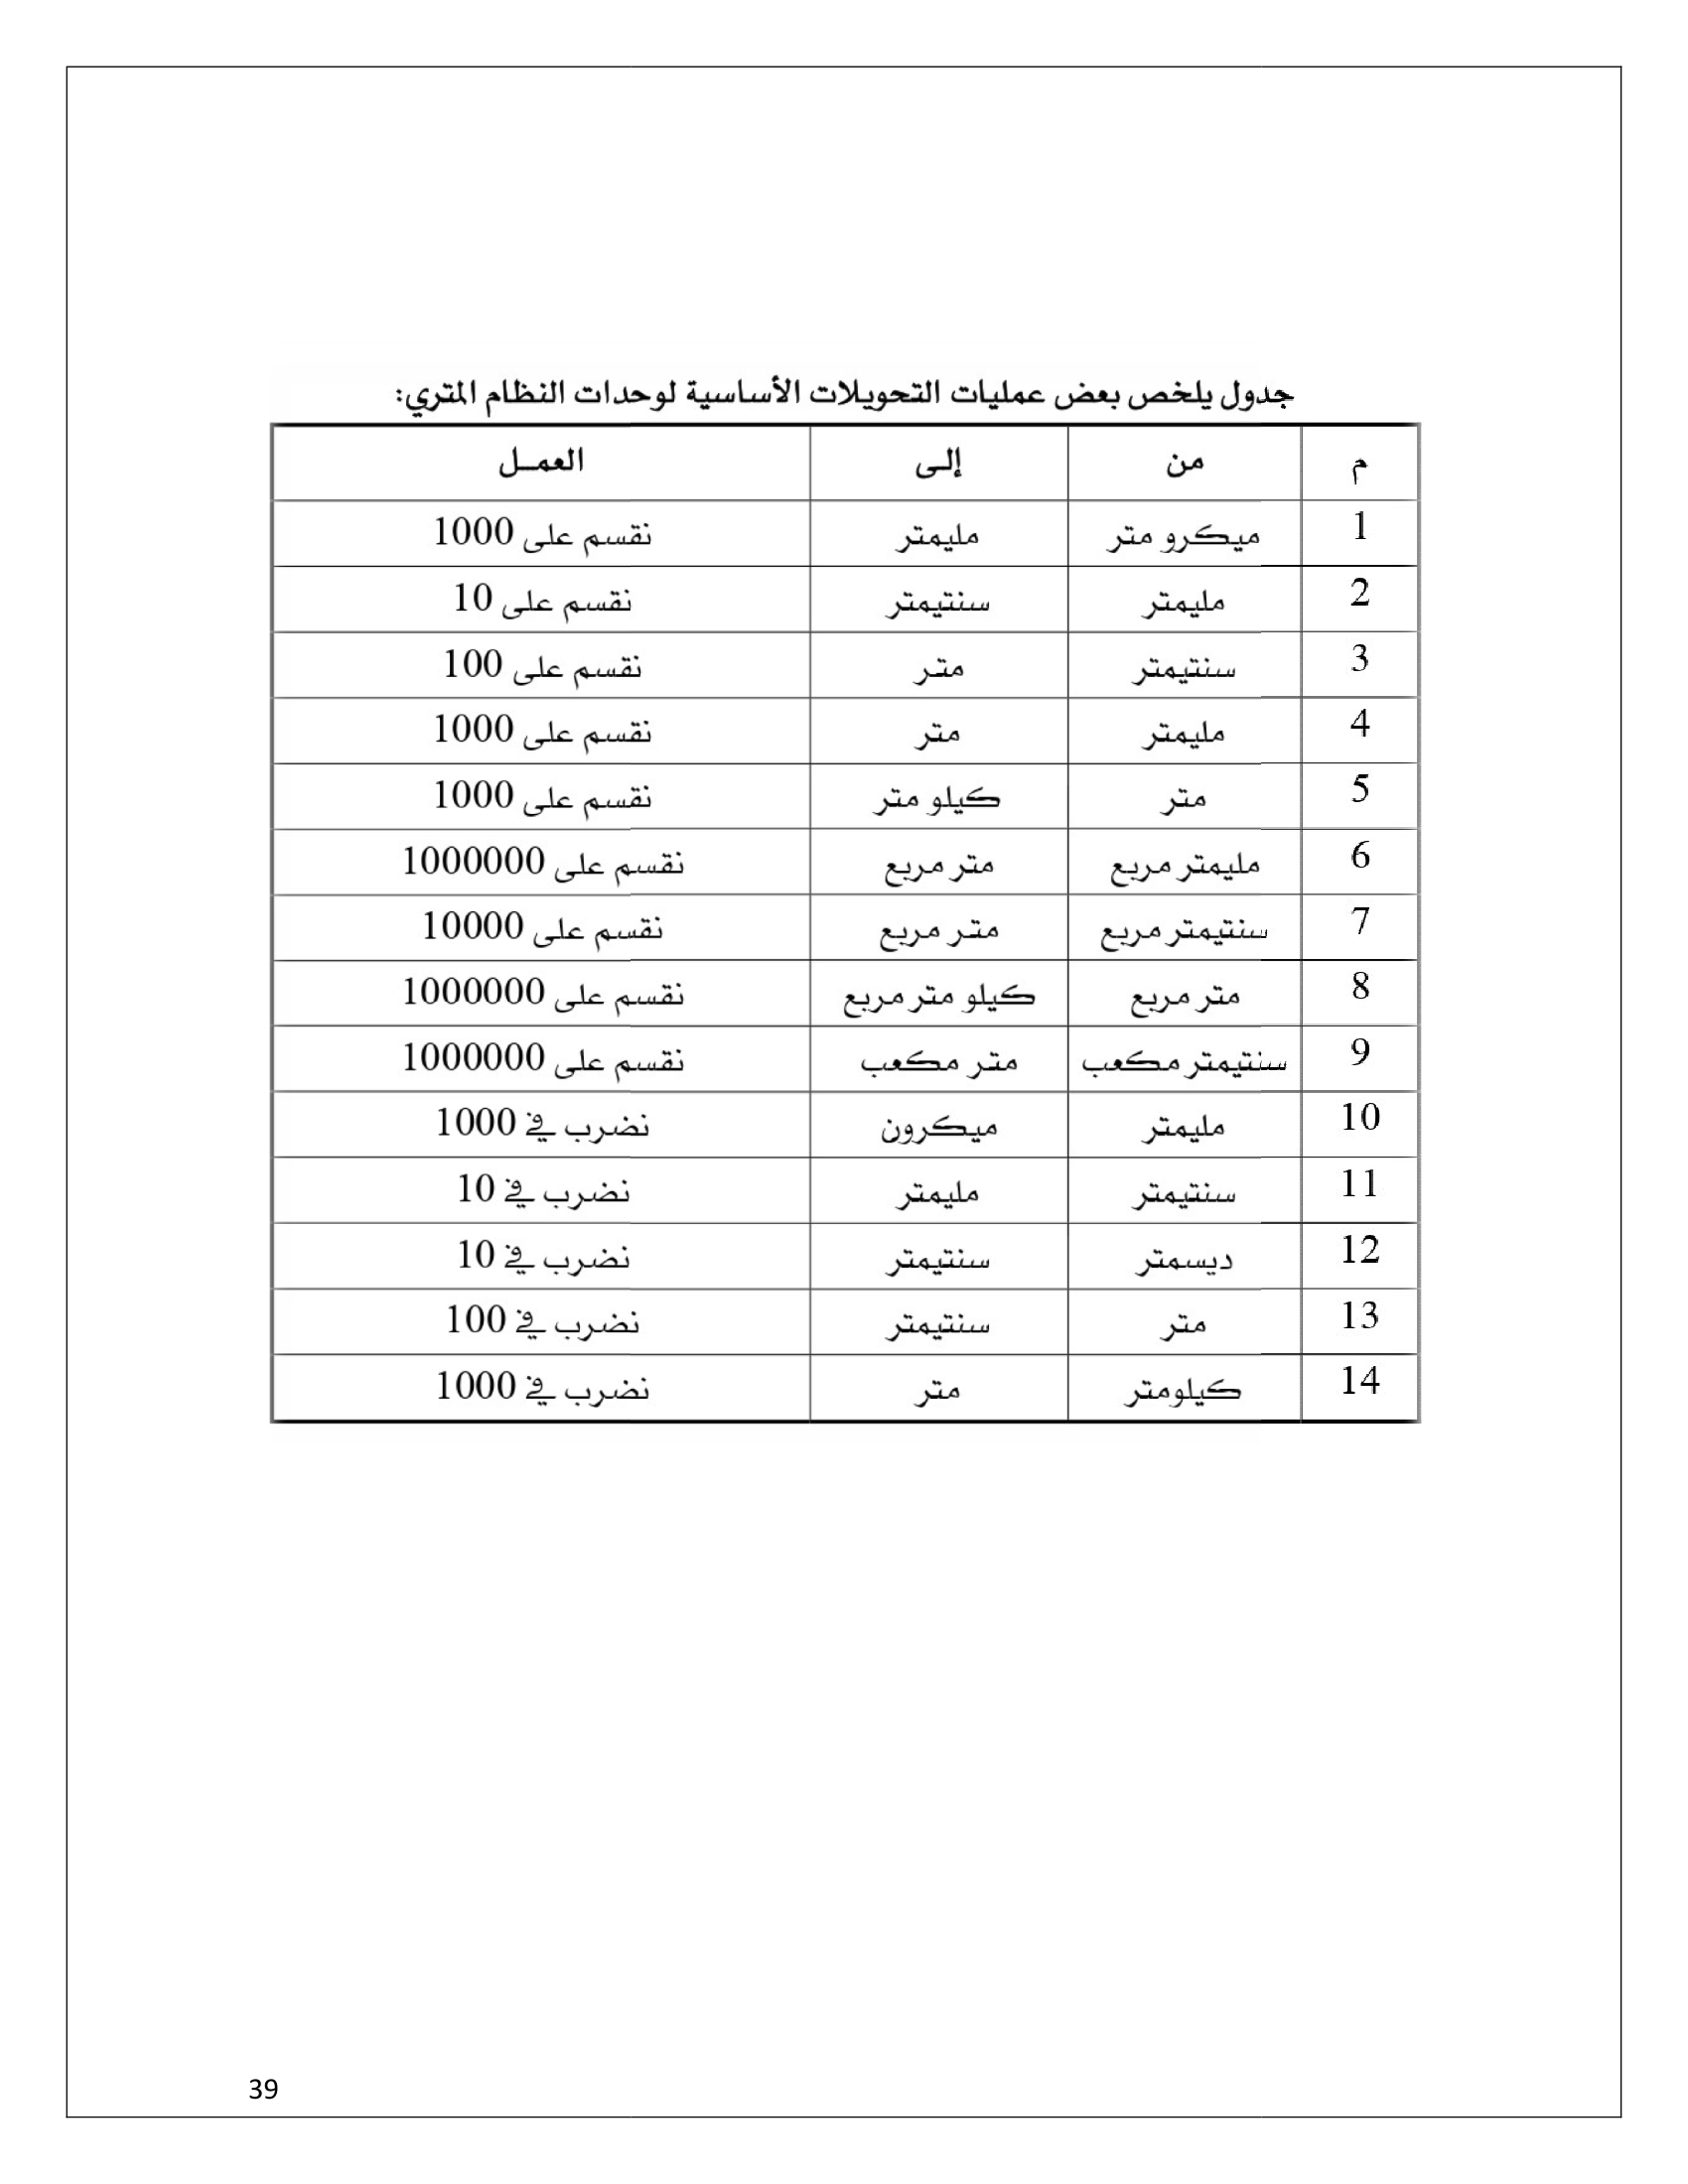 جدول يلخص بعض عمليات التحويلات الأساسية لوحدات النظام المتري:
م من إلى العمل
1 ميكرو متر مليمتر نقسم على 1000
2 مليمتر سنتيمتر نقسم على 10
3 سنتيمتر متر نقسم على 100
4 مليمتر متر نقسم على 1000
5 متر كيلو متر نقسم على 1000
6 مليمتر مربع متر مربع نقسم على 1000000
7 سنتيمتر مربع متر مربع نقسم على 10000
8 متر مربع كيلو متر مربع نقسم على 1000000
9 سنتيمتر مكعب متر مكعب نقسم على 1000000
10 مليمتر ميكرون نضرب في 1000
11 سنتيمتر مليمتر نضرب في 10
12 ديسمتر سنتيمتر نضرب في 10
13 متر سنتيمتر نضرب في 100
14 كيلومتر متر نضرب في 1000
39